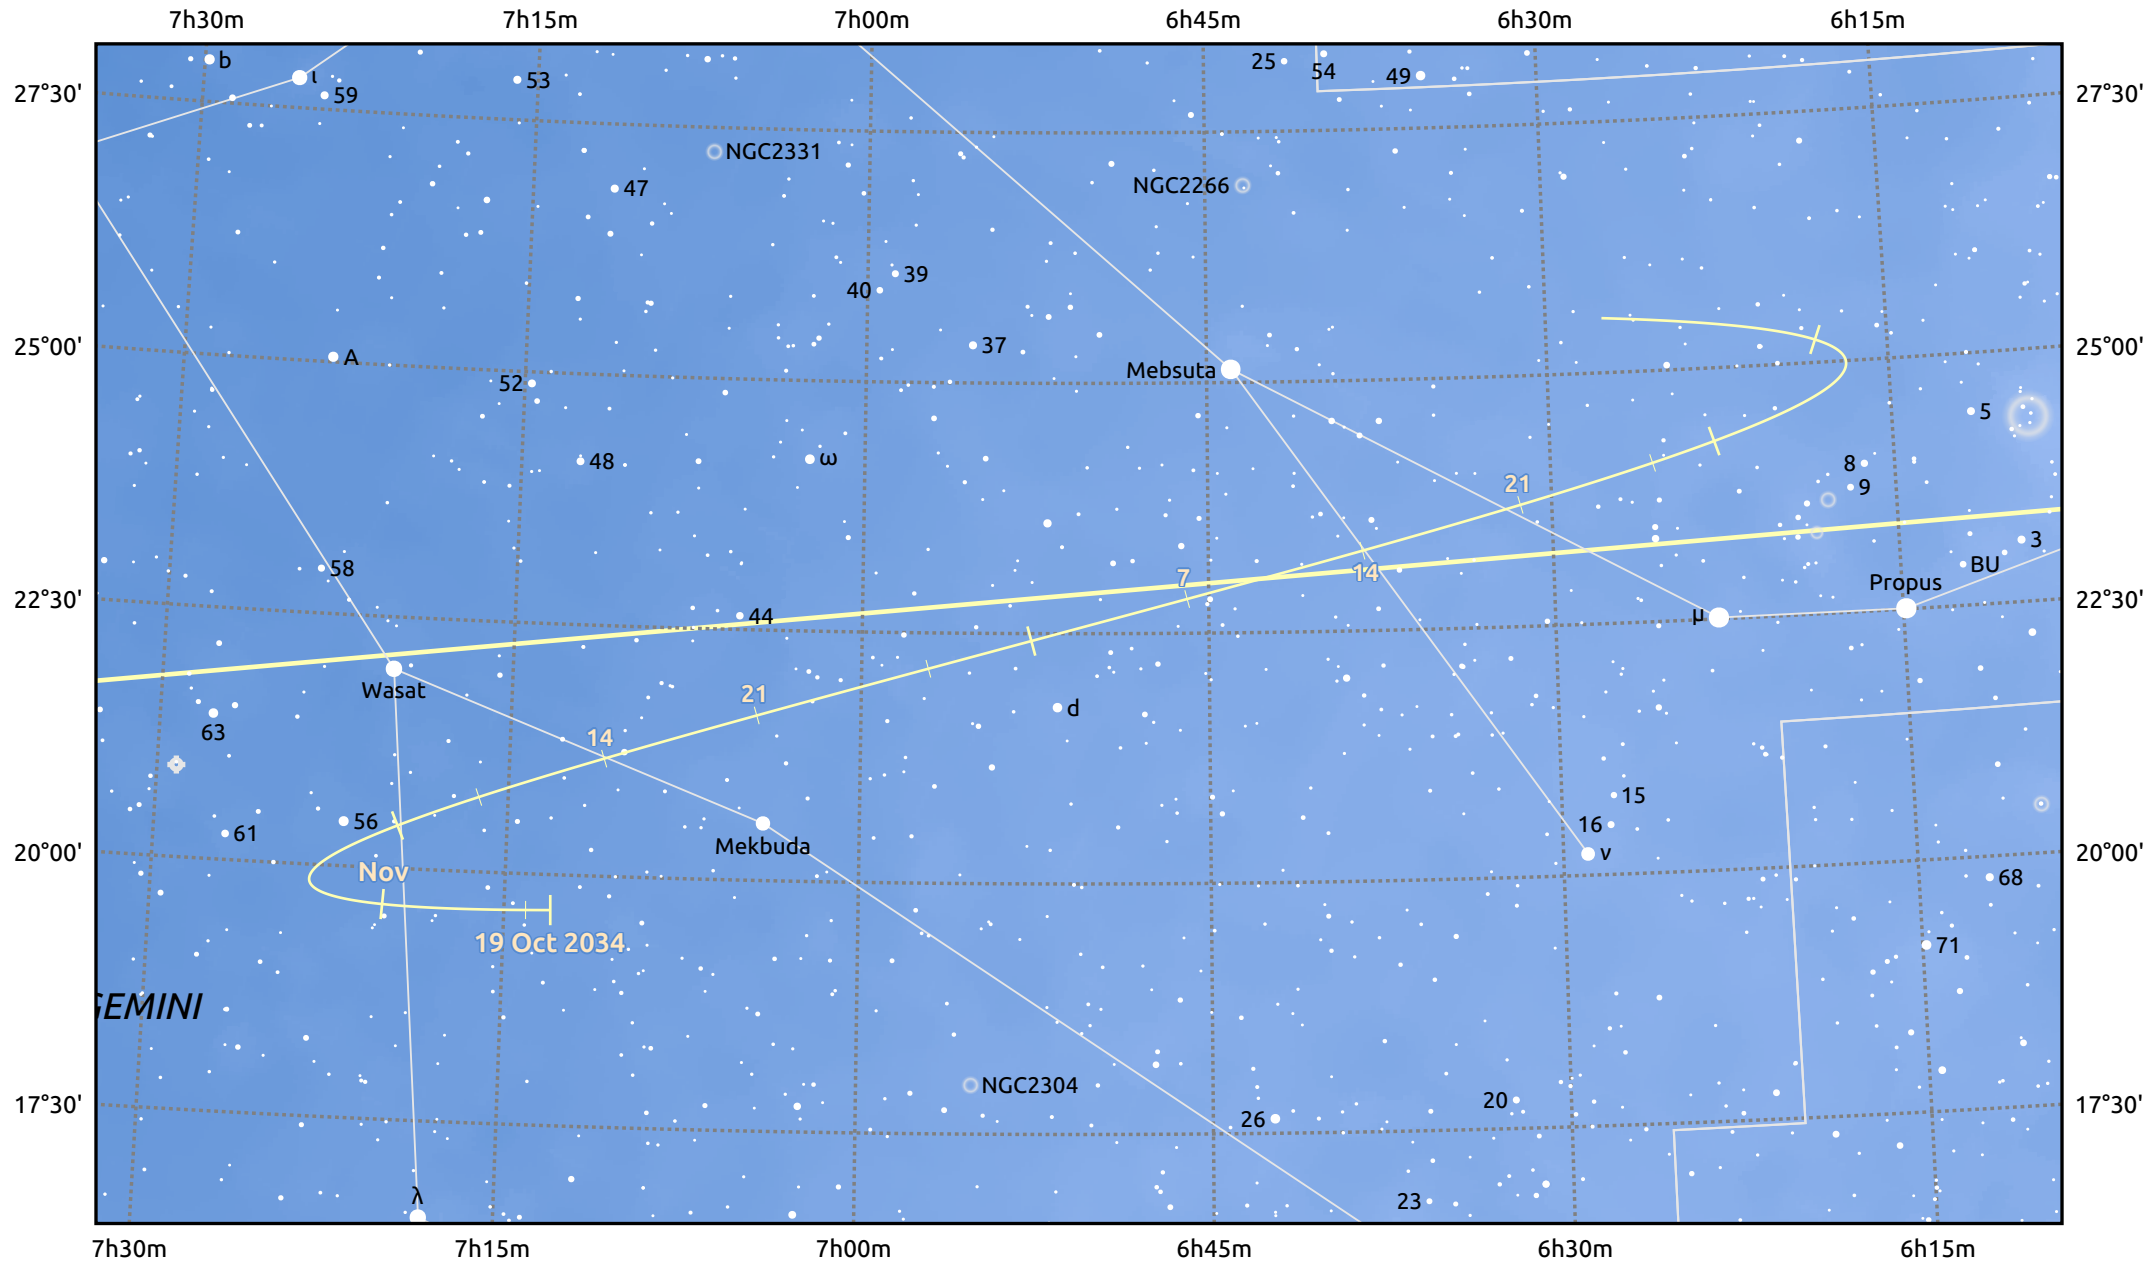 7h30m 7h15m 7h00m 6h45m 6h30m 6h15m
b ι 59 53 25 54 49
27°30' 27°30'
NGC2331
47 NGC2266
39
40
25°00' A 37 25°00'
52 Mebsuta
5
48 ω 8
21 9
3
58 7 14 BU
Propus
22°30' 44 μ 22°30'
Wasat 21 d
63 14
15
61 56 16
20°00' Mekbuda ν 20°00'
Nov 68
19 Oct 2034 71
GEMINI
NGC2304
17°30' 26 20 17°30'
λ 23
7h30m 7h15m 7h00m 6h45m 6h30m 6h15m